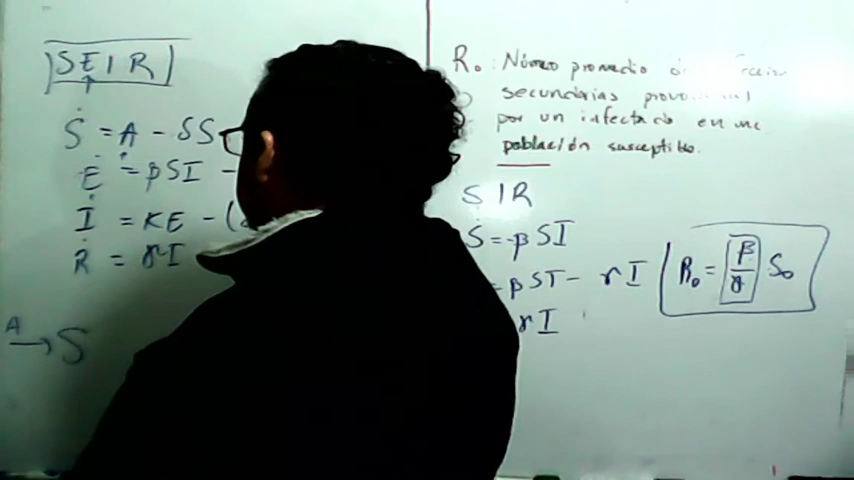 SEIR
Ṡ = A - δS
Ė = βSI -
İ = KE - (
Ṙ = γI
A → S
R₀: Número promedio
secundarias
por un infectado en
población susceptible.
SIR
Ṡ = -βSI
= βSI - γI
γI
R₀ = β/γ S₀